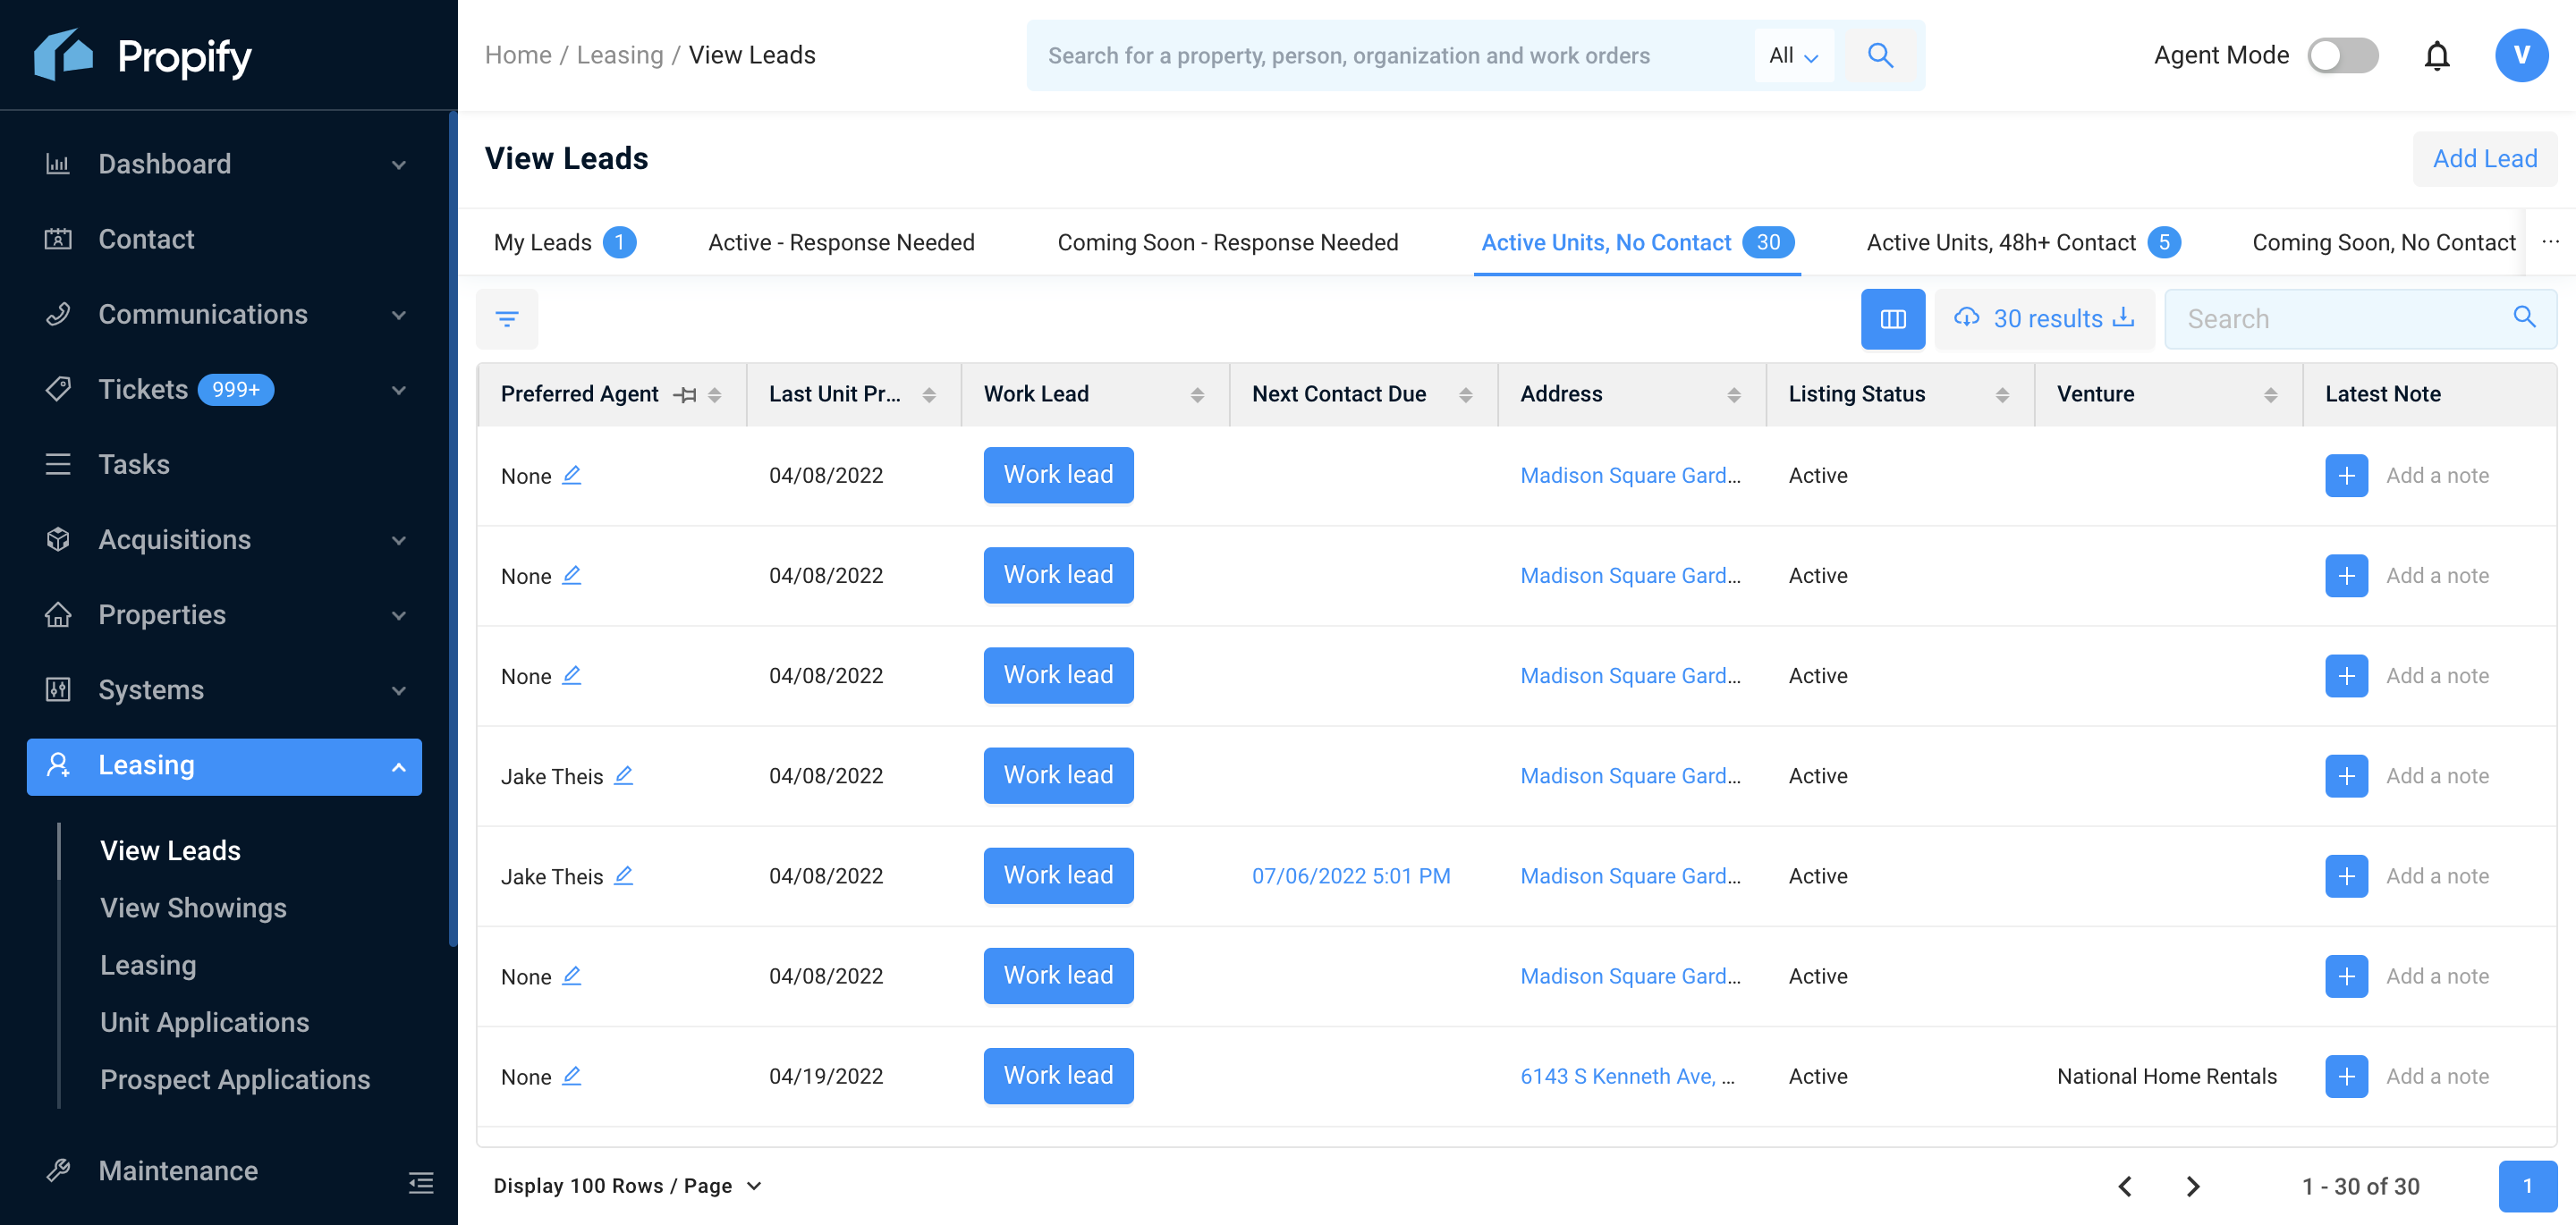 Propify
Home / Leasing / View Leads
Search for a property, person, organization and work orders
All
Agent Mode
V
Dashboard
Contact
Communications
Tickets 999+
Tasks
Acquisitions
Properties
Systems
Leasing
View Leads
View Showings
Leasing
Unit Applications
Prospect Applications
Maintenance
View Leads
Add Lead
My Leads 1 Active - Response Needed Coming Soon - Response Needed Active Units, No Contact 30 Active Units, 48h+ Contact 5 Coming Soon, No Contact ...
30 results
Search
Preferred Agent Last Unit Pr... Work Lead Next Contact Due Address Listing Status Venture Latest Note
None 04/08/2022 Work lead Madison Square Gard... Active Add a note
None 04/08/2022 Work lead Madison Square Gard... Active Add a note
None 04/08/2022 Work lead Madison Square Gard... Active Add a note
Jake Theis 04/08/2022 Work lead Madison Square Gard... Active Add a note
Jake Theis 04/08/2022 Work lead 07/06/2022 5:01 PM Madison Square Gard... Active Add a note
None 04/08/2022 Work lead Madison Square Gard... Active Add a note
None 04/19/2022 Work lead 6143 S Kenneth Ave, ... Active National Home Rentals Add a note
Display 100 Rows / Page
1 - 30 of 30
1